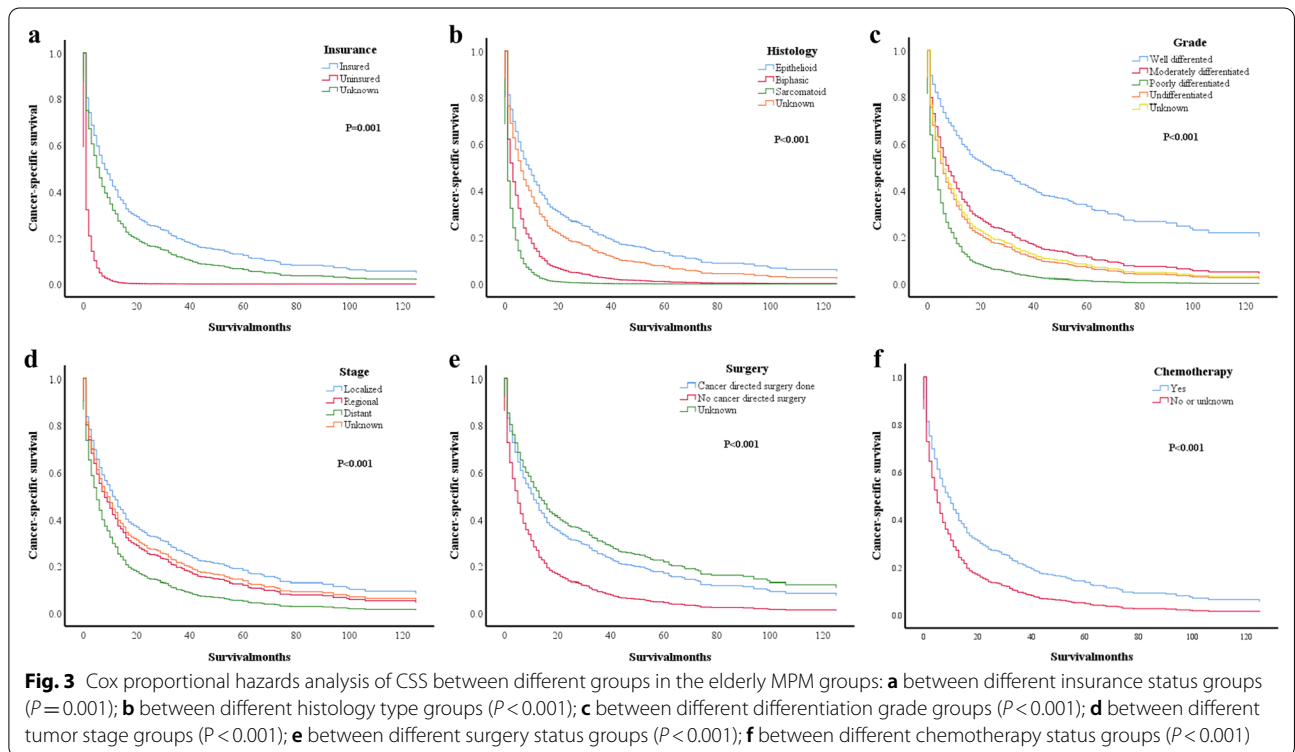 a
Insurance
Insured
Uninsured
Unknown
P=0.001
1.0
0.8
0.6
0.4
0.2
0.0
Cancer-specific survival
0 20 40 60 80 100 120
Survivalmonths
b
Histology
Epithelioid
Biphasic
Sarcomatoid
Unknown
P<0.001
1.0
0.8
0.6
0.4
0.2
0.0
Cancer-specific survival
0 20 40 60 80 100 120
Survivalmonths
c
Grade
Well differented
Moderately differentiated
Poorly differentiated
Undifferentiated
Unknown
P<0.001
1.0
0.8
0.6
0.4
0.2
0.0
Cancer-specific survival
0 20 40 60 80 100 120
Survivalmonths
d
Stage
Localized
Regional
Distant
Unknown
P<0.001
1.0
0.8
0.6
0.4
0.2
0.0
Cancer-specific survival
0 20 40 60 80 100 120
Survivalmonths
e
Surgery
Cancer directed surgery done
No cancer directed surgery
Unknown
P<0.001
1.0
0.8
0.6
0.4
0.2
0.0
Cancer-specific survival
0 20 40 60 80 100 120
Survivalmonths
f
Chemotherapy
Yes
No or unknown
P<0.001
1.0
0.8
0.6
0.4
0.2
0.0
Cancer-specific survival
0 20 40 60 80 100 120
Survivalmonths
Fig. 3 Cox proportional hazards analysis of CSS between different groups in the elderly MPM groups: a between different insurance status groups
(P = 0.001); b between different histology type groups (P < 0.001); c between different differentiation grade groups (P < 0.001); d between different
tumor stage groups (P < 0.001); e between different surgery status groups (P < 0.001); f between different chemotherapy status groups (P < 0.001)